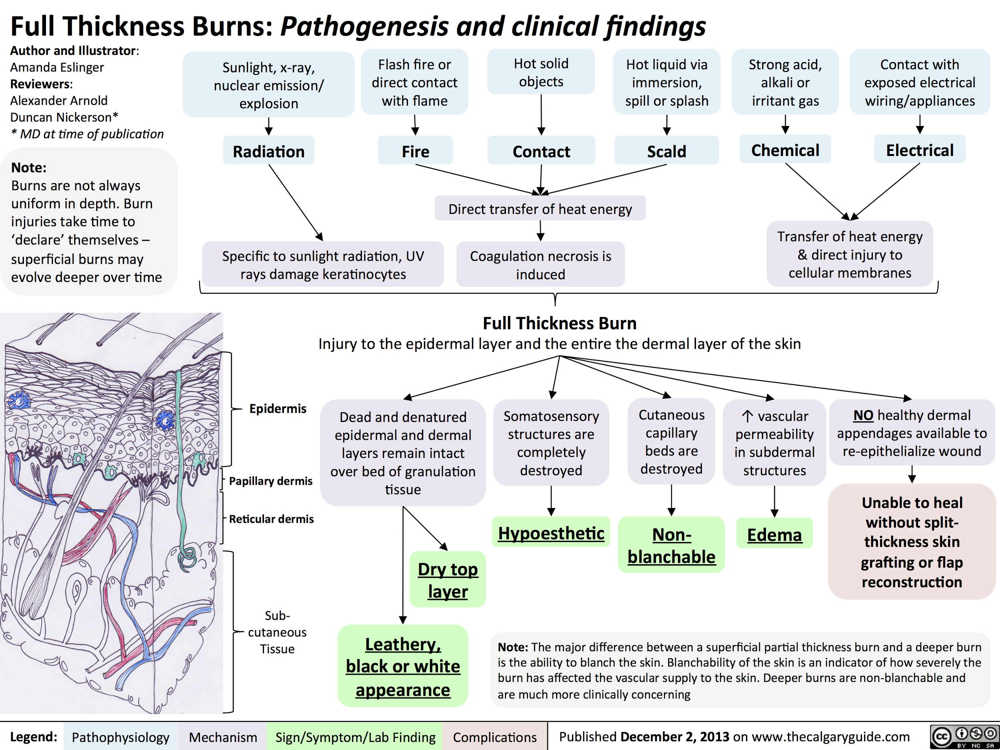 Full Thickness Burns: Pathogenesis and clinical findings
Author and Illustrator:
Amanda Eslinger
Reviewers:
Alexander Arnold
Duncan Nickerson*
* MD at time of publication
Note:
Burns are not always
uniform in depth. Burn
injuries take time to
‘declare’ themselves –
superficial burns may
evolve deeper over time
Sunlight, x-ray,
nuclear emission/
explosion
Flash fire or
direct contact
with flame
Hot solid
objects
Hot liquid via
immersion,
spill or splash
Strong acid,
alkali or
irritant gas
Contact with
exposed electrical
wiring/appliances
Radiation
Fire
Contact
Scald
Chemical
Electrical
Direct transfer of heat energy
Specific to sunlight radiation, UV
rays damage keratinocytes
Coagulation necrosis is
induced
Transfer of heat energy
& direct injury to
cellular membranes
Full Thickness Burn
Injury to the epidermal layer and the entire the dermal layer of the skin
Epidermis
Papillary dermis
Reticular dermis
Sub-
cutaneous
Tissue
Dead and denatured
epidermal and dermal
layers remain intact
over bed of granulation
tissue
Somatosensory
structures are
completely
destroyed
Cutaneous
capillary
beds are
destroyed
↑ vascular
permeability
in subdermal
structures
NO healthy dermal
appendages available to
re-epithelialize wound
Dry top
layer
Leathery,
black or white
appearance
Hypoesthetic
Non-
blanchable
Edema
Unable to heal
without split-
thickness skin
grafting or flap
reconstruction
Note: The major difference between a superficial partial thickness burn and a deeper burn
is the ability to blanch the skin. Blanchability of the skin is an indicator of how severely the
burn has affected the vascular supply to the skin. Deeper burns are non-blanchable and
are much more clinically concerning
Legend:
Pathophysiology
Mechanism
Sign/Symptom/Lab Finding
Complications
Published December 2, 2013 on www.thecalgaryguide.com
cc
BY NC SA